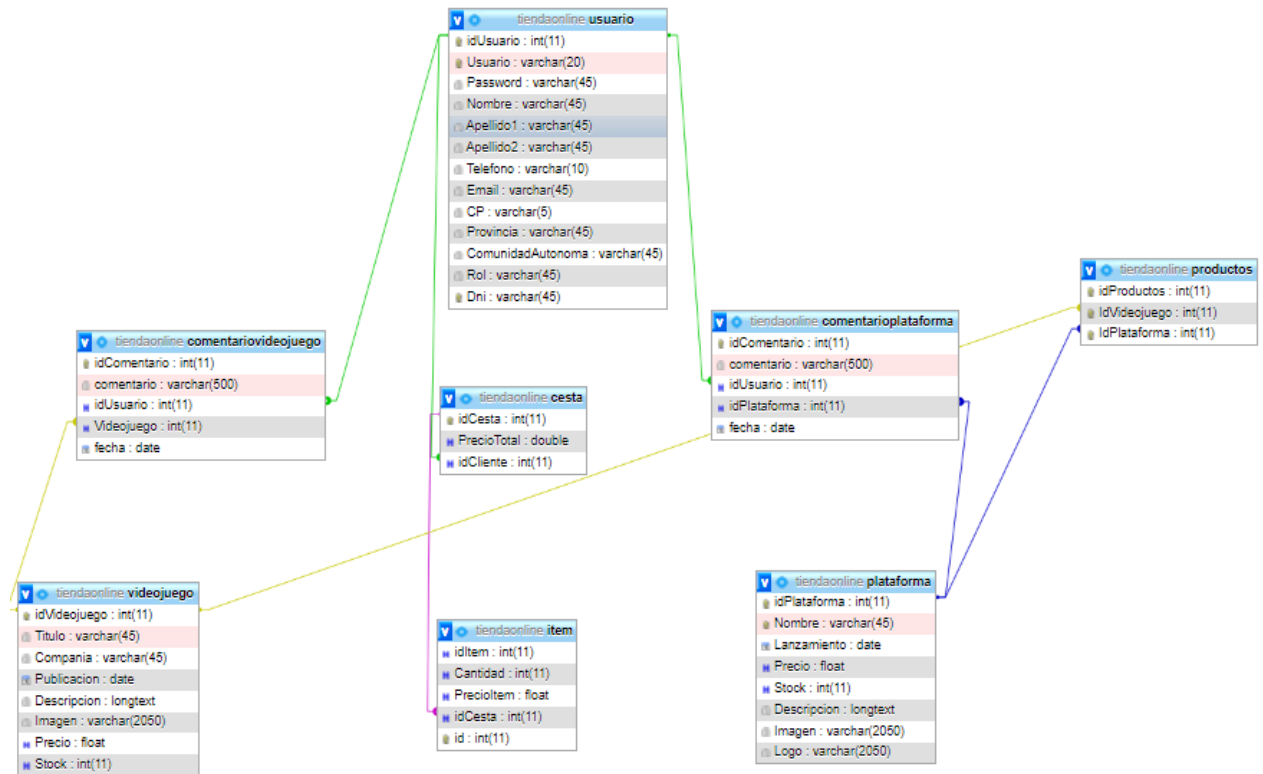 tiendaonline usuario
idUsuario : int(11)
Usuario : varchar(20)
Password : varchar(45)
Nombre : varchar(45)
Apellido1 : varchar(45)
Apellido2 : varchar(45)
Telefono : varchar(10)
Email : varchar(45)
CP : varchar(5)
Provincia : varchar(45)
ComunidadAutonoma : varchar(45)
Rol : varchar(45)
Dni : varchar(45)
tiendaonline productos
idProductos : int(11)
IdVideojuego : int(11)
IdPlataforma : int(11)
tiendaonline comentarioplataforma
idComentario : int(11)
comentario : varchar(500)
idUsuario : int(11)
idPlataforma : int(11)
fecha : date
tiendaonline comentariovideojuego
idComentario : int(11)
comentario : varchar(500)
idUsuario : int(11)
Videojuego : int(11)
fecha : date
tiendaonline cesta
idCesta : int(11)
PrecioTotal : double
idCliente : int(11)
tiendaonline videojuego
idVideojuego : int(11)
Titulo : varchar(45)
Compania : varchar(45)
Publicacion : date
Descripcion : longtext
Imagen : varchar(2050)
Precio : float
Stock : int(11)
tiendaonline item
idItem : int(11)
Cantidad : int(11)
PrecioItem : float
idCesta : int(11)
id : int(11)
tiendaonline plataforma
idPlataforma : int(11)
Nombre : varchar(45)
Lanzamiento : date
Precio : float
Stock : int(11)
Descripcion : longtext
Imagen : varchar(2050)
Logo : varchar(2050)